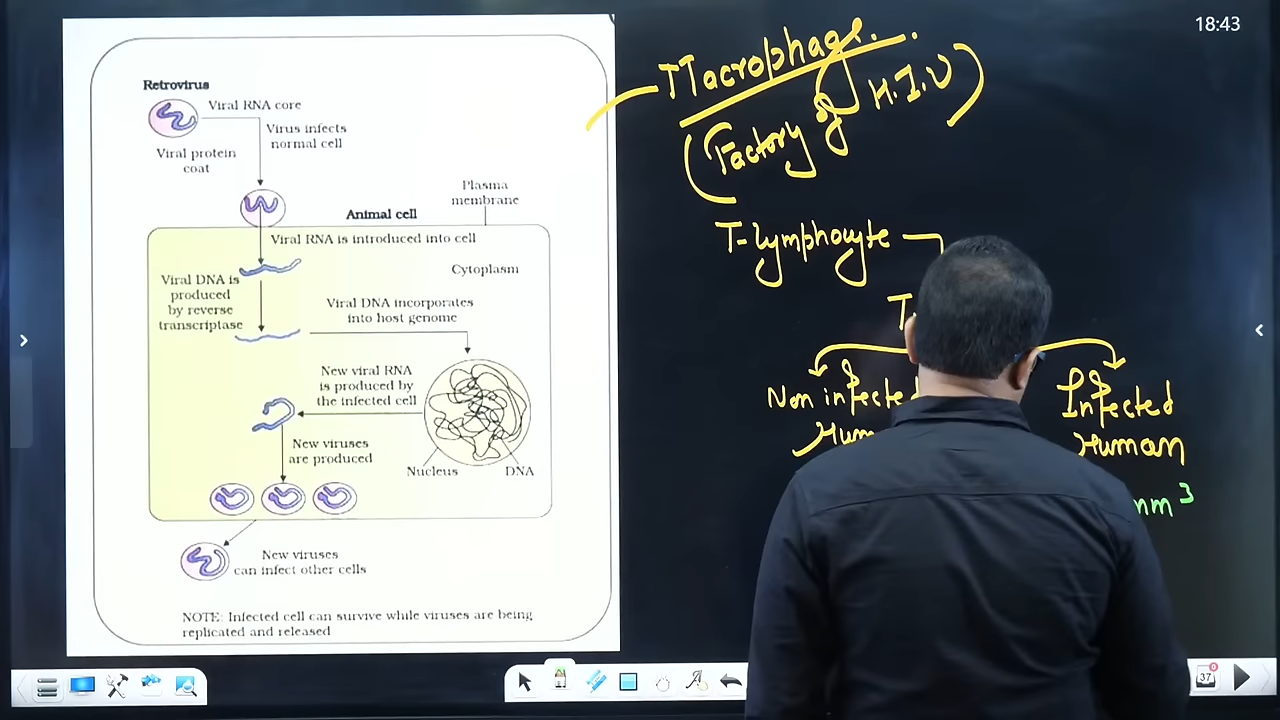 18:43
Retrovirus
Viral RNA core
Virus infects
normal cell
Viral protein
coat
Plasma
membrane
Animal cell
Viral RNA is introduced into cell
Cytoplasm
Viral DNA is
produced
by reverse
transcriptase
Viral DNA incorporates
into host genome
New viral RNA
is produced by
the infected cell
New viruses
are produced
Nucleus
DNA
New viruses
can infect other cells
NOTE: Infected cell can survive while viruses are being
replicated and released
Macrophage
(Factory of H.I.V)
T-lymphocyte
Non infected
Infected
Human
37